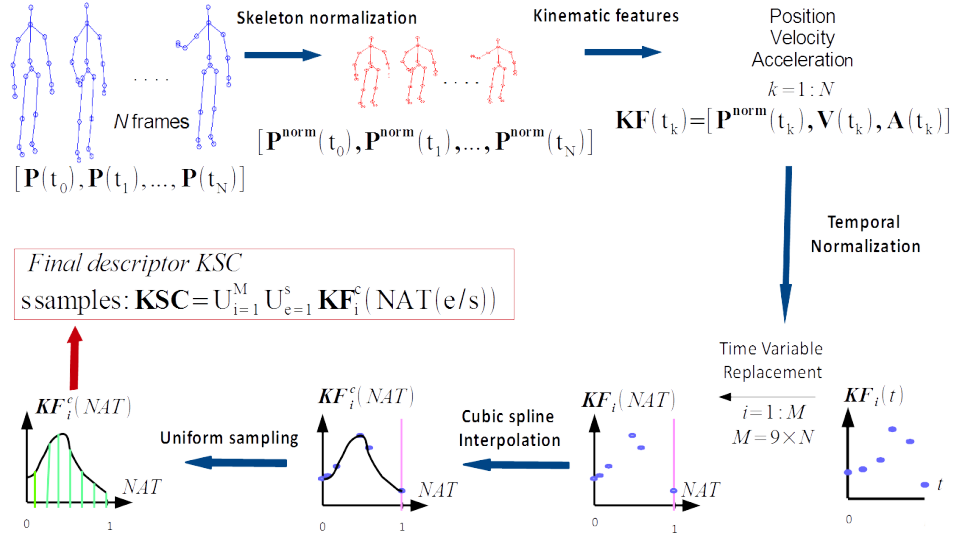 Skeleton normalization
Kinematic features
Position
Velocity
Acceleration
k=1:N
KF(t_k)=[P^norm(t_k),V(t_k),A(t_k)]
. . . .
N frames
. . . .
[P^norm(t_0),P^norm(t_1),...,P^norm(t_N)]
[P(t_0),P(t_1),...,P(t_N)]
Temporal
Normalization
Final descriptor KSC
s samples: KSC=U_{i=1}^M U_{e=1}^s KF_i^c(NAT(e/s))
Time Variable
Replacement
i=1:M
M=9×N
KF_i(t)
t
0
KF_i(NAT)
NAT
0 1
Cubic spline
Interpolation
KF_i^c(NAT)
NAT
0 1
Uniform sampling
KF_i^c(NAT)
NAT
0 1